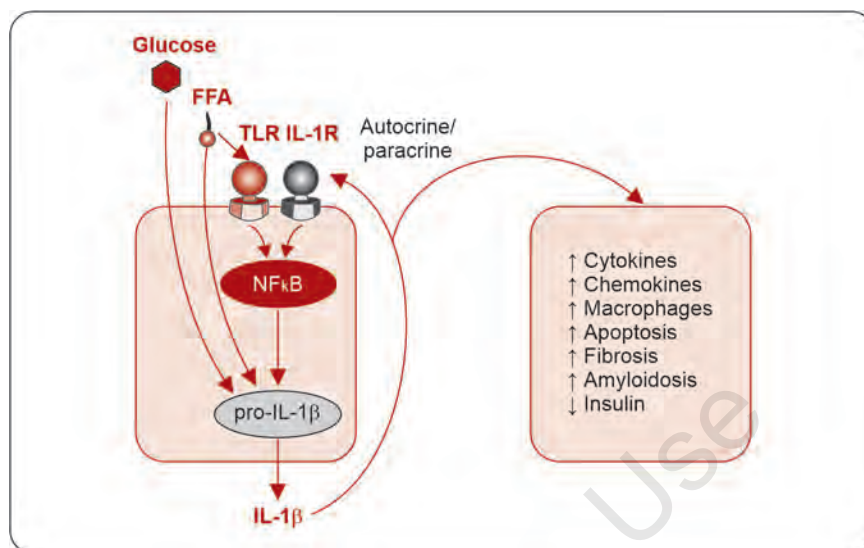 Glucose
FFA
TLR IL-1R
Autocrine/
paracrine
NFκB
pro-IL-1β
IL-1β
↑ Cytokines
↑ Chemokines
↑ Macrophages
↑ Apoptosis
↑ Fibrosis
↑ Amyloidosis
↓ Insulin
Use